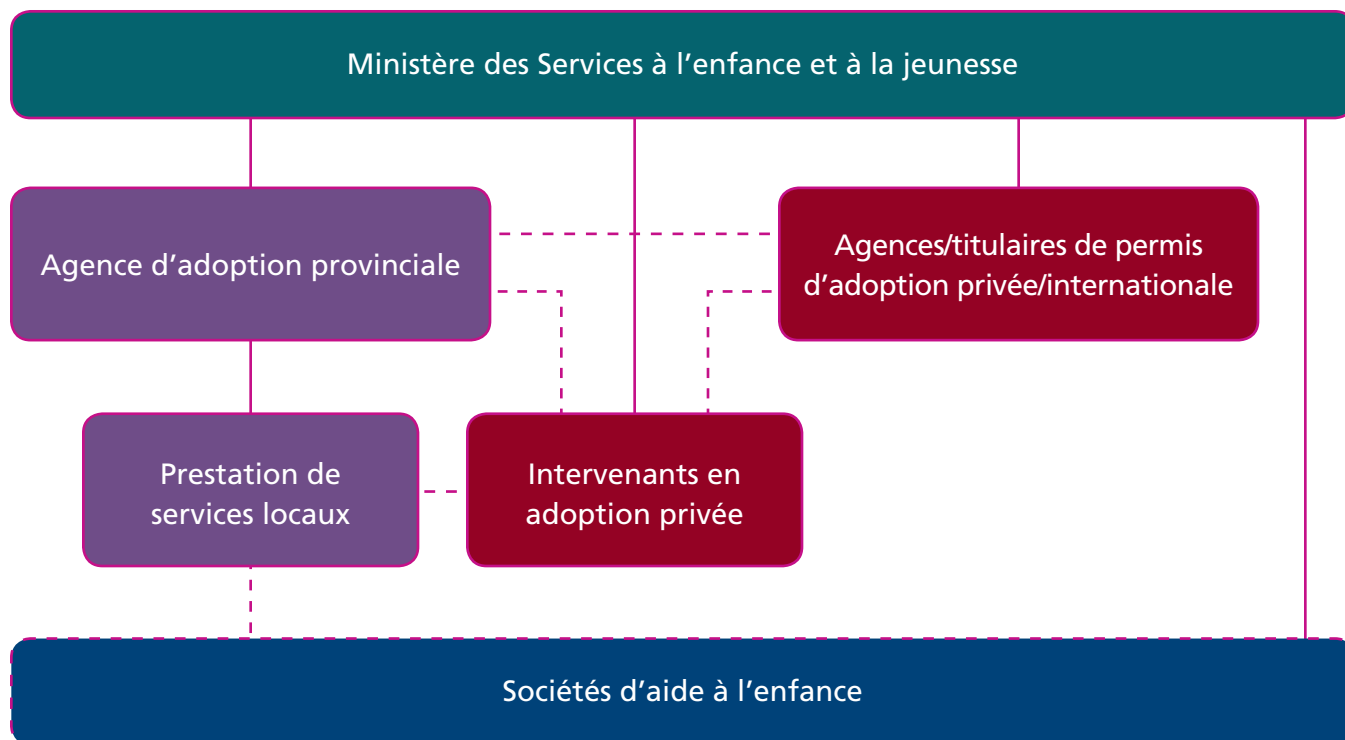 Ministère des Services à l’enfance et à la jeunesse
Agence d’adoption provinciale
Agences/titulaires de permis
d’adoption privée/internationale
Prestation de
services locaux
Intervenants en
adoption privée
Sociétés d’aide à l’enfance